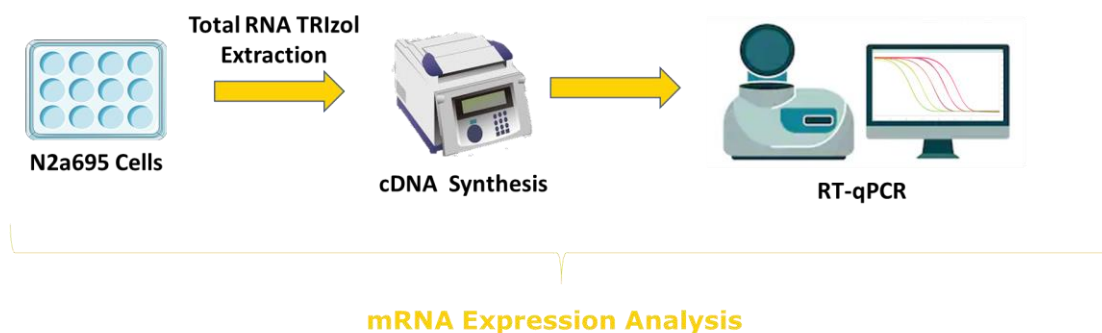 Total RNA TRIzol
Extraction
N2a695 Cells
cDNA Synthesis
RT-qPCR
mRNA Expression Analysis